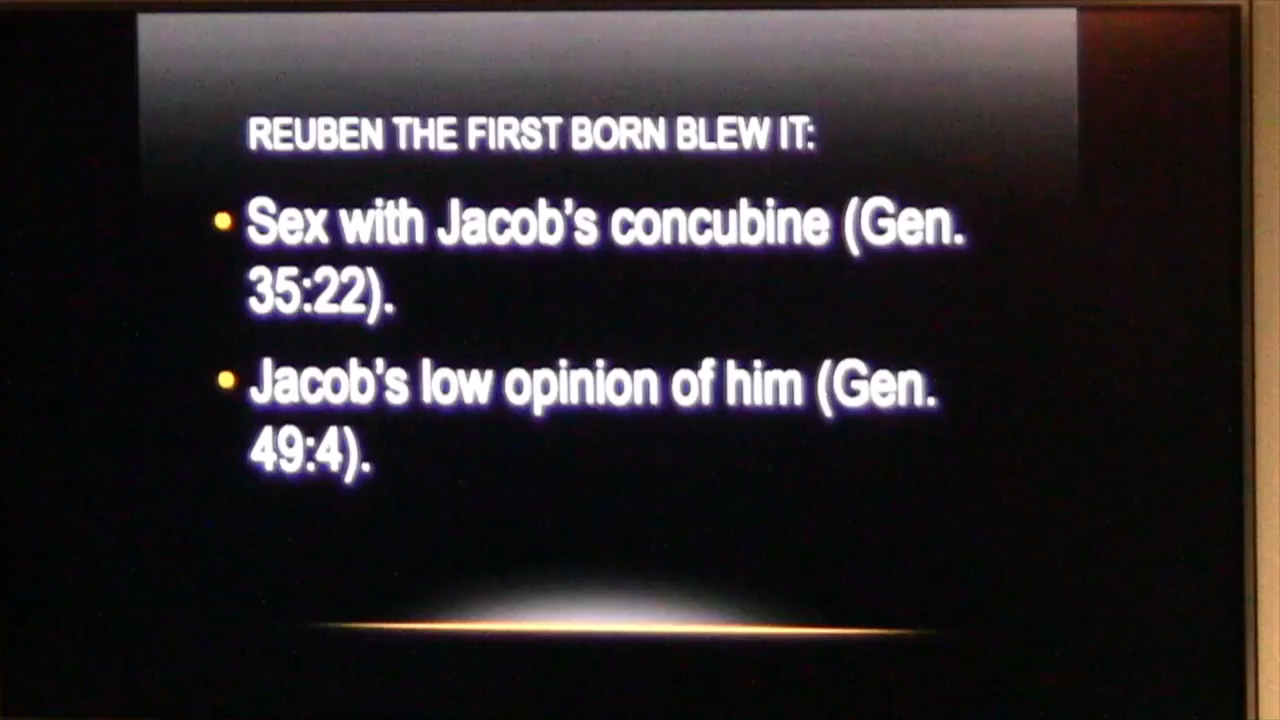 REUBEN THE FIRST BORN BLEW IT:
• Sex with Jacob's concubine (Gen.
35:22).
• Jacob's low opinion of him (Gen.
49:4).